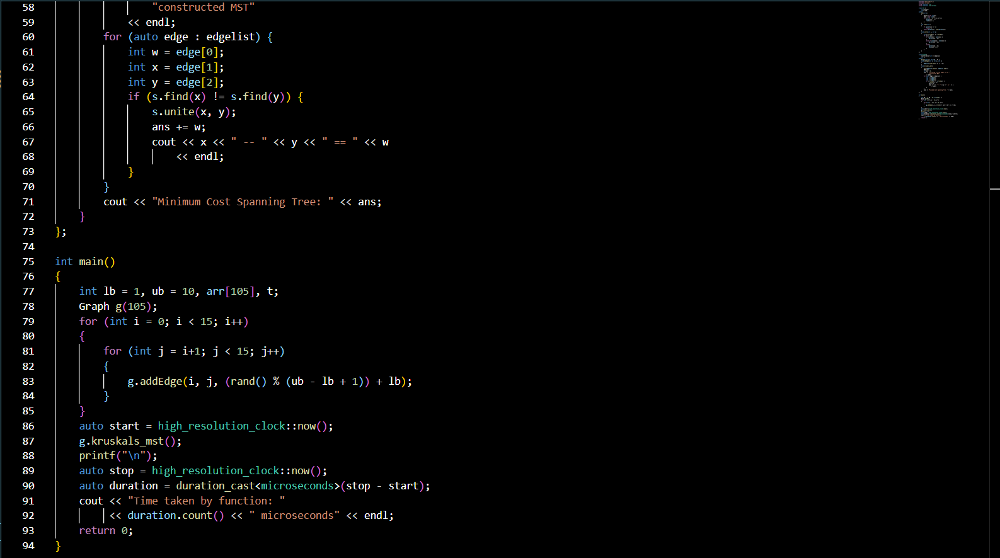 58                     "constructed MST"
59                 << endl;
60             for (auto edge : edgelist) {
61                 int w = edge[0];
62                 int x = edge[1];
63                 int y = edge[2];
64                 if (s.find(x) != s.find(y)) {
65                     s.unite(x, y);
66                     ans += w;
67                     cout << x << " -- " << y << " == " << w
68                         << endl;
69                 }
70             }
71             cout << "Minimum Cost Spanning Tree: " << ans;
72         }
73     };
74
75     int main()
76     {
77         int lb = 1, ub = 10, arr[105], t;
78         Graph g(105);
79         for (int i = 0; i < 15; i++)
80         {
81             for (int j = i+1; j < 15; j++)
82             {
83                 g.addEdge(i, j, (rand() % (ub - lb + 1)) + lb);
84             }
85         }
86         auto start = high_resolution_clock::now();
87         g.kruskals_mst();
88         printf("\n");
89         auto stop = high_resolution_clock::now();
90         auto duration = duration_cast<microseconds>(stop - start);
91         cout << "Time taken by function: "
92              << duration.count() << " microseconds" << endl;
93         return 0;
94     }